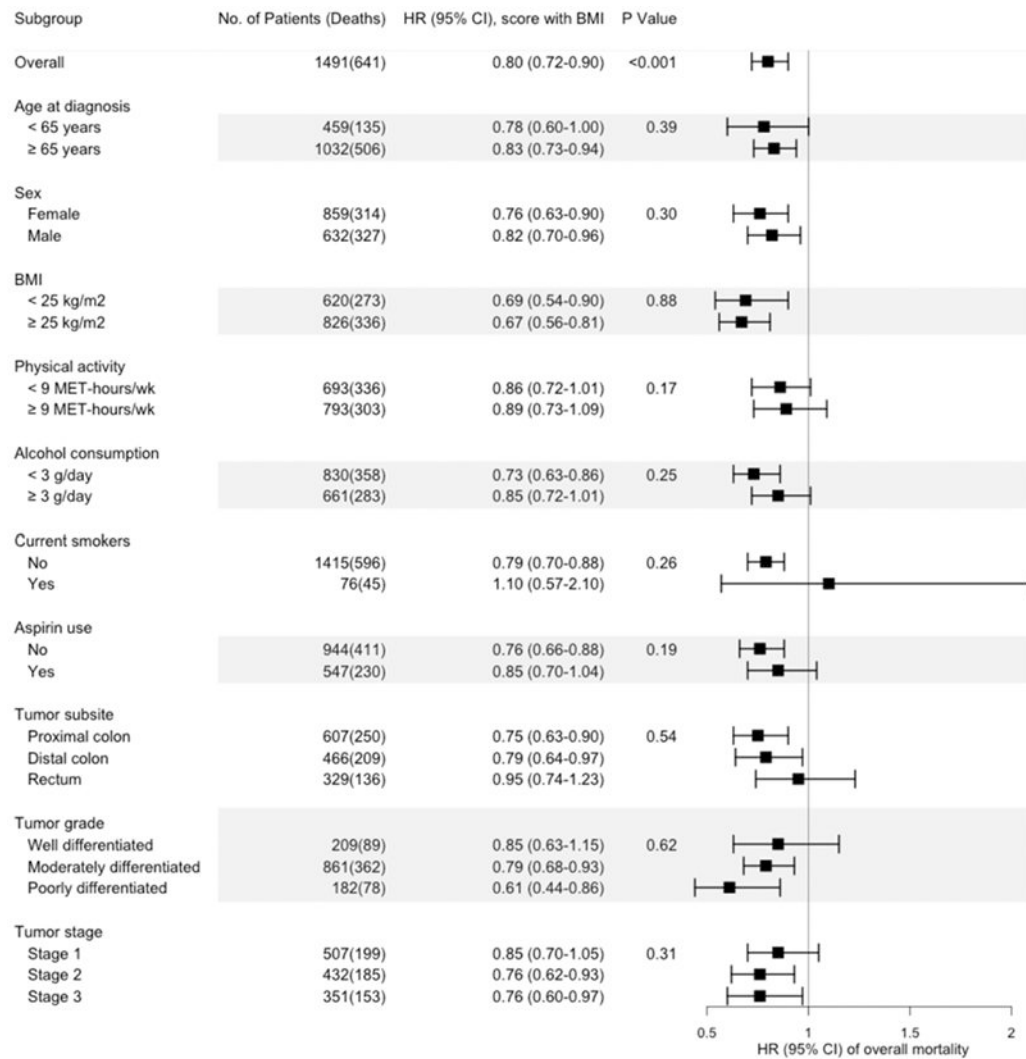 Subgroup No. of Patients (Deaths) HR (95% CI), score with BMI P Value
Overall 1491(641) 0.80 (0.72-0.90) <0.001
Age at diagnosis
< 65 years 459(135) 0.78 (0.60-1.00) 0.39
≥ 65 years 1032(506) 0.83 (0.73-0.94)
Sex
Female 859(314) 0.76 (0.63-0.90) 0.30
Male 632(327) 0.82 (0.70-0.96)
BMI
< 25 kg/m2 620(273) 0.69 (0.54-0.90) 0.88
≥ 25 kg/m2 826(336) 0.67 (0.56-0.81)
Physical activity
< 9 MET-hours/wk 693(336) 0.86 (0.72-1.01) 0.17
≥ 9 MET-hours/wk 793(303) 0.89 (0.73-1.09)
Alcohol consumption
< 3 g/day 830(358) 0.73 (0.63-0.86) 0.25
≥ 3 g/day 661(283) 0.85 (0.72-1.01)
Current smokers
No 1415(596) 0.79 (0.70-0.88) 0.26
Yes 76(45) 1.10 (0.57-2.10)
Aspirin use
No 944(411) 0.76 (0.66-0.88) 0.19
Yes 547(230) 0.85 (0.70-1.04)
Tumor subsite
Proximal colon 607(250) 0.75 (0.63-0.90) 0.54
Distal colon 466(209) 0.79 (0.64-0.97)
Rectum 329(136) 0.95 (0.74-1.23)
Tumor grade
Well differentiated 209(89) 0.85 (0.63-1.15) 0.62
Moderately differentiated 861(362) 0.79 (0.68-0.93)
Poorly differentiated 182(78) 0.61 (0.44-0.86)
Tumor stage
Stage 1 507(199) 0.85 (0.70-1.05) 0.31
Stage 2 432(185) 0.76 (0.62-0.93)
Stage 3 351(153) 0.76 (0.60-0.97)
0.5 1 1.5 2
HR (95% CI) of overall mortality